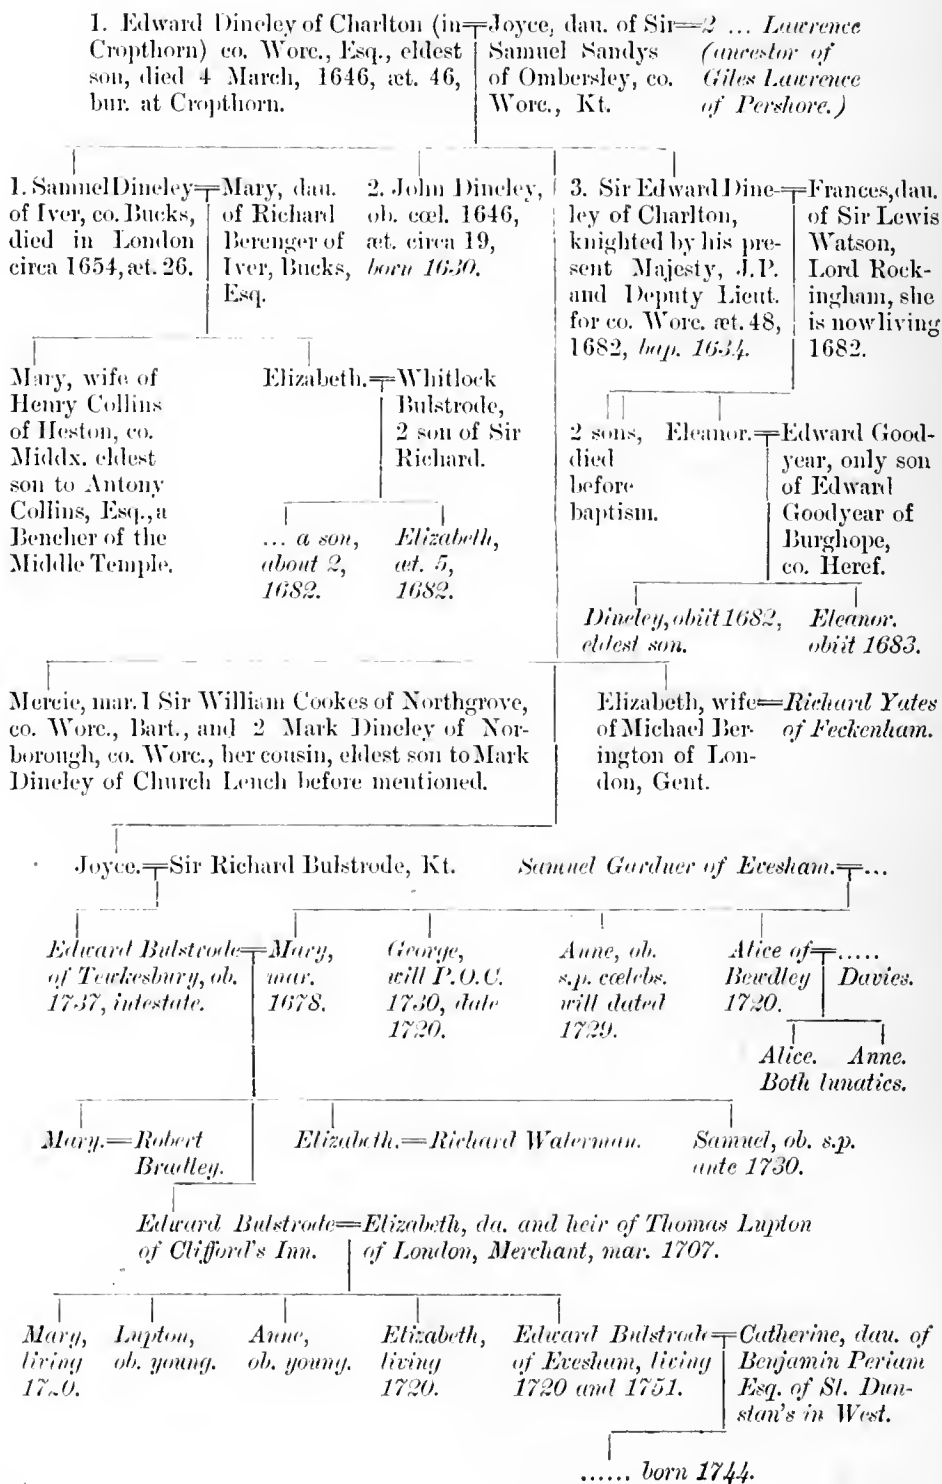 1. Edward Dineley of Charlton (in Cropthorn) co. Worc., Esq., eldest son, died 4 March, 1646, æt. 46, bur. at Cropthorn.
Joyce, dau. of Sir Samuel Sandys of Ombersley, co. Worc., Kt.
2 ... Lawrence (ancestor of Giles Lawrence of Pershore.)
1. Samuel Dineley of Iver, co. Bucks, died in London circa 1654, æt. 26.
Mary, dau. of Richard Berenger of Iver, Bucks, Esq.
2. John Dineley, ob. cœl. 1646, æt. circa 19, born 1630.
3. Sir Edward Dineley of Charlton, knighted by his present Majesty, J.P. and Deputy Lieut. for co. Worc. æt. 48, 1682, bap. 1634.
Frances, dau. of Sir Lewis Watson, Lord Rockingham, she is now living 1682.
Mary, wife of Henry Collins of Heston, co. Middx. eldest son to Antony Collins, Esq., a Bencher of the Middle Temple.
Elizabeth.
Whitlock Bulstrode, 2 son of Sir Richard.
2 sons, died before baptism.
Eleanor.
Edward Goodyear, only son of Edward Goodyear of Burghope, co. Heref.
... a son, about 2, 1682.
Elizabeth, æt. 5, 1682.
Dineley, obiit 1682, eldest son.
Eleanor. obiit 1683.
Mercie, mar. 1 Sir William Cookes of Northgrove, co. Worc., Bart., and 2 Mark Dineley of Norborough, co. Worc., her cousin, eldest son to Mark Dineley of Church Lench before mentioned.
Elizabeth, wife of Michael Berington of London, Gent.
Richard Yates of Feckenham.
Joyce.
Sir Richard Bulstrode, Kt.
Samuel Gardner of Evesham.
...
Edward Bulstrode of Tewkesbury, ob. 1737, intestate.
Mary, mar. 1678.
George, will P.O.C. 1730, date 1720.
Anne, ob. s.p. cœlebs. will dated 1729.
Alice of Bewdley 1720.
..... Davies.
Alice.
Anne.
Both lunatics.
Mary.
Robert Bradley.
Elizabeth.
Richard Waterman.
Samuel, ob. s.p. ante 1730.
Edward Bulstrode of Clifford's Inn.
Elizabeth, da. and heir of Thomas Lupton of London, Merchant, mar. 1707.
Mary, living
Lupton, ob. young.
Anne, ob. young.
Elizabeth, living 1720.
Edward Bulstrode of Evesham, living 1720 and 1751.
Catherine, dau. of Benjamin Periam Esq. of St. Dunstan's in West.
...... born 1744.